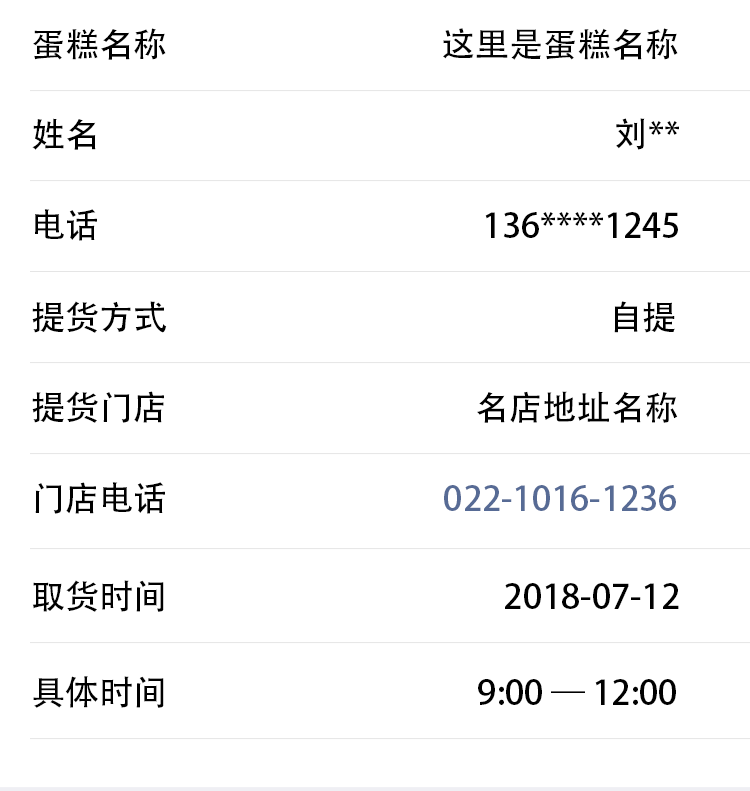 蛋糕名称 这里是蛋糕名称
姓名 刘**
电话 136****1245
提货方式 自提
提货门店 名店地址名称
门店电话 022-1016-1236
取货时间 2018-07-12
具体时间 9:00 — 12:00